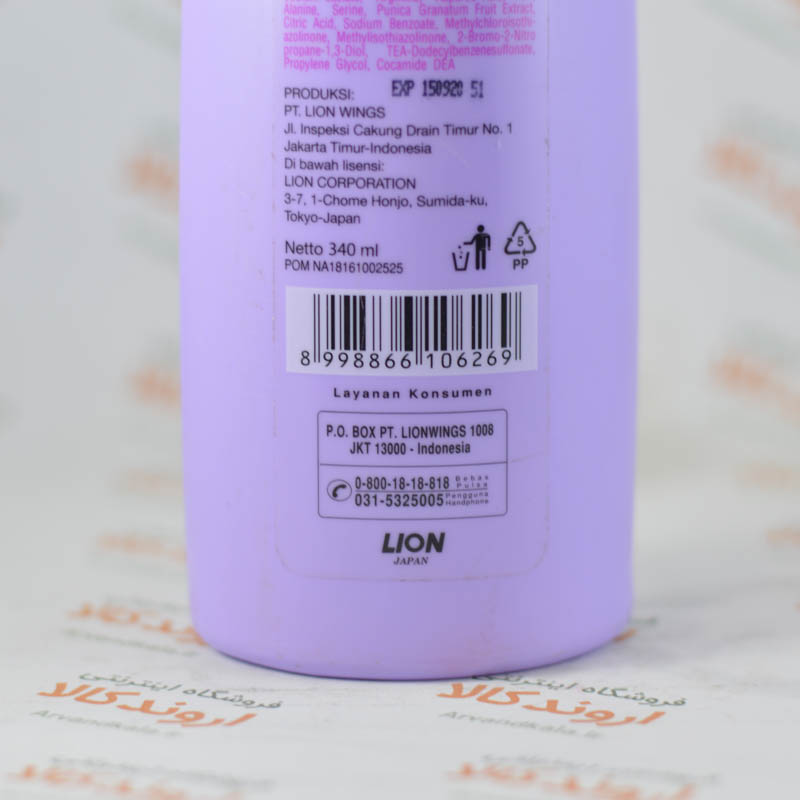 Alanine, Serine, Punica Granatum Fruit Extract,
Citric Acid, Sodium Benzoate, Methylchloroisothi-
azolinone, Methylisothiazolinone, 2-Bromo-2-Nitro
propane-1,3-Diol, TEA-Dodecylbenzenesulfonate,
Propylene Glycol, Cocamide DEA
EXP 150920 51
PRODUKSI:
PT. LION WINGS
Jl. Inspeksi Cakung Drain Timur No. 1
Jakarta Timur-Indonesia
Di bawah lisensi:
LION CORPORATION
3-7, 1-Chome Honjo, Sumida-ku,
Tokyo-Japan
Netto 340 ml
POM NA18161002525
5
PP
8 998866 106269
Layanan Konsumen
P.O. BOX PT. LIONWINGS 1008
JKT 13000 - Indonesia
0-800-18-18-818 Bebas Pulsa
031-5325005 Pengguna Handphone
LION
JAPAN
فروشگاه اینترنتی
اروندکالا
Arvandkala.ir
فروشگاه اینترنتی
اروندکالا
Arvandkala.ir